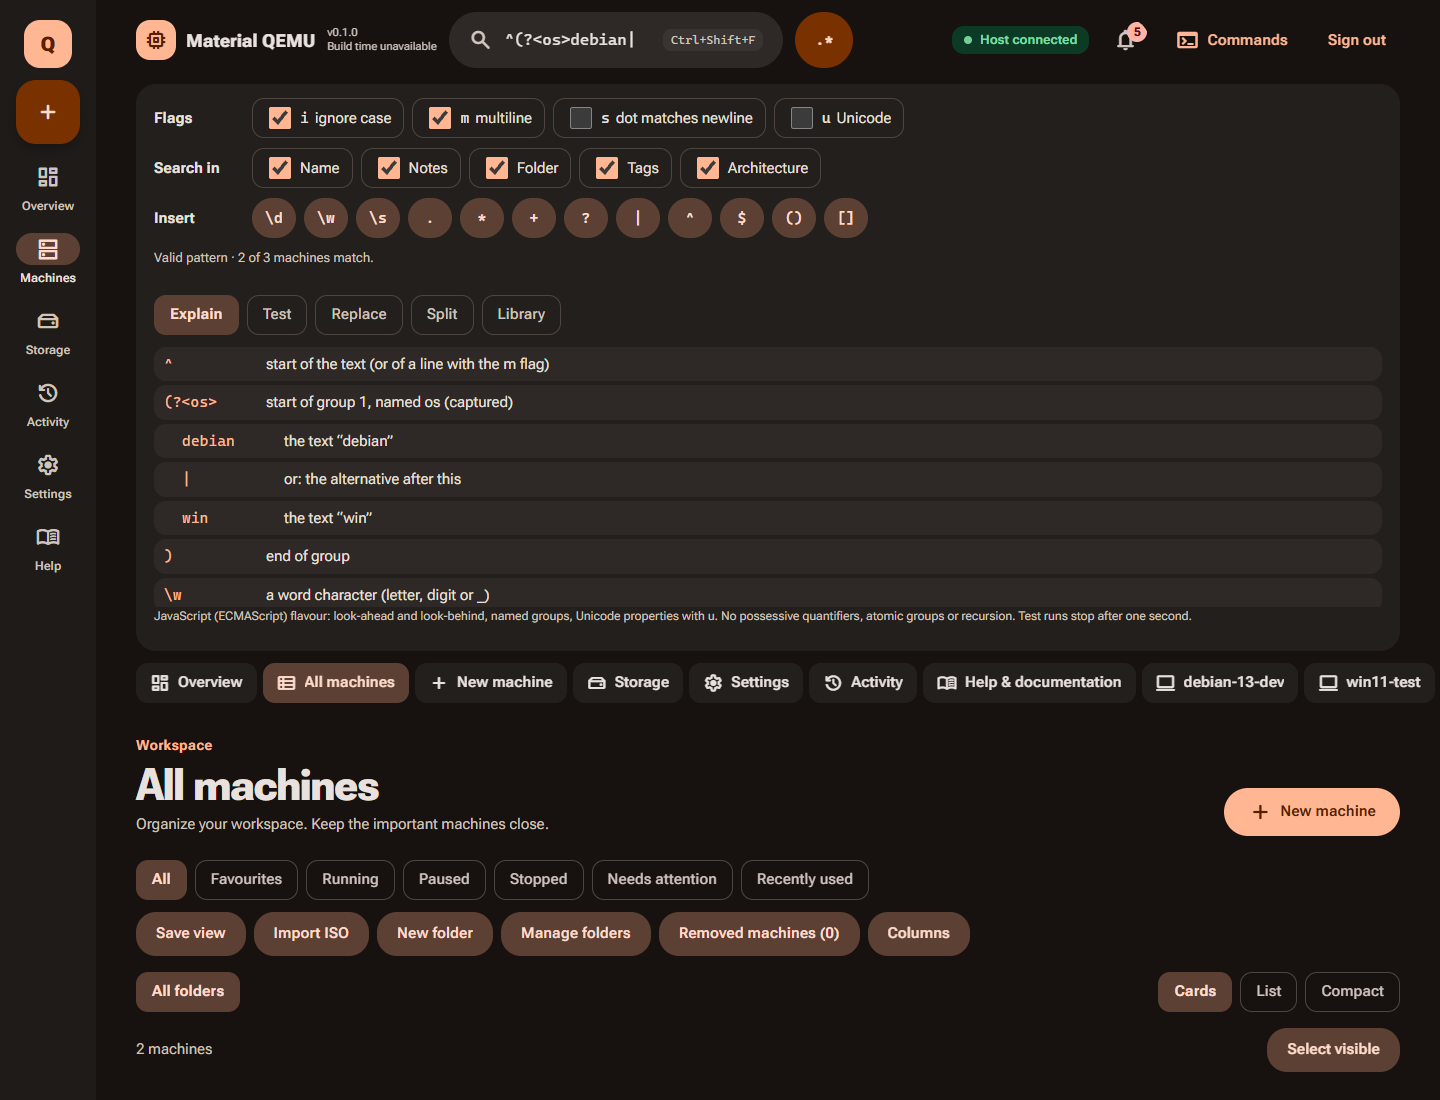 Q
Material QEMU
v0.1.0
Build time unavailable
^(?<os>debian|
Ctrl+Shift+F
.*
Host connected
5
Commands
Sign out
+
Overview
Machines
Storage
Activity
Settings
Help
Flags
i ignore case
m multiline
s dot matches newline
u Unicode
Search in
Name
Notes
Folder
Tags
Architecture
Insert
\d
\w
\s
.
*
+
?
|
^
$
()
[]
Valid pattern · 2 of 3 machines match.
Explain
Test
Replace
Split
Library
^ start of the text (or of a line with the m flag)
(?<os> start of group 1, named os (captured)
debian the text “debian”
| or: the alternative after this
win the text “win”
) end of group
\w a word character (letter, digit or _)
JavaScript (ECMAScript) flavour: look-ahead and look-behind, named groups, Unicode properties with u. No possessive quantifiers, atomic groups or recursion. Test runs stop after one second.
Overview
All machines
+ New machine
Storage
Settings
Activity
Help & documentation
debian-13-dev
win11-test
Workspace
All machines
Organize your workspace. Keep the important machines close.
+ New machine
All
Favourites
Running
Paused
Stopped
Needs attention
Recently used
Save view
Import ISO
New folder
Manage folders
Removed machines (0)
Columns
All folders
Cards
List
Compact
2 machines
Select visible